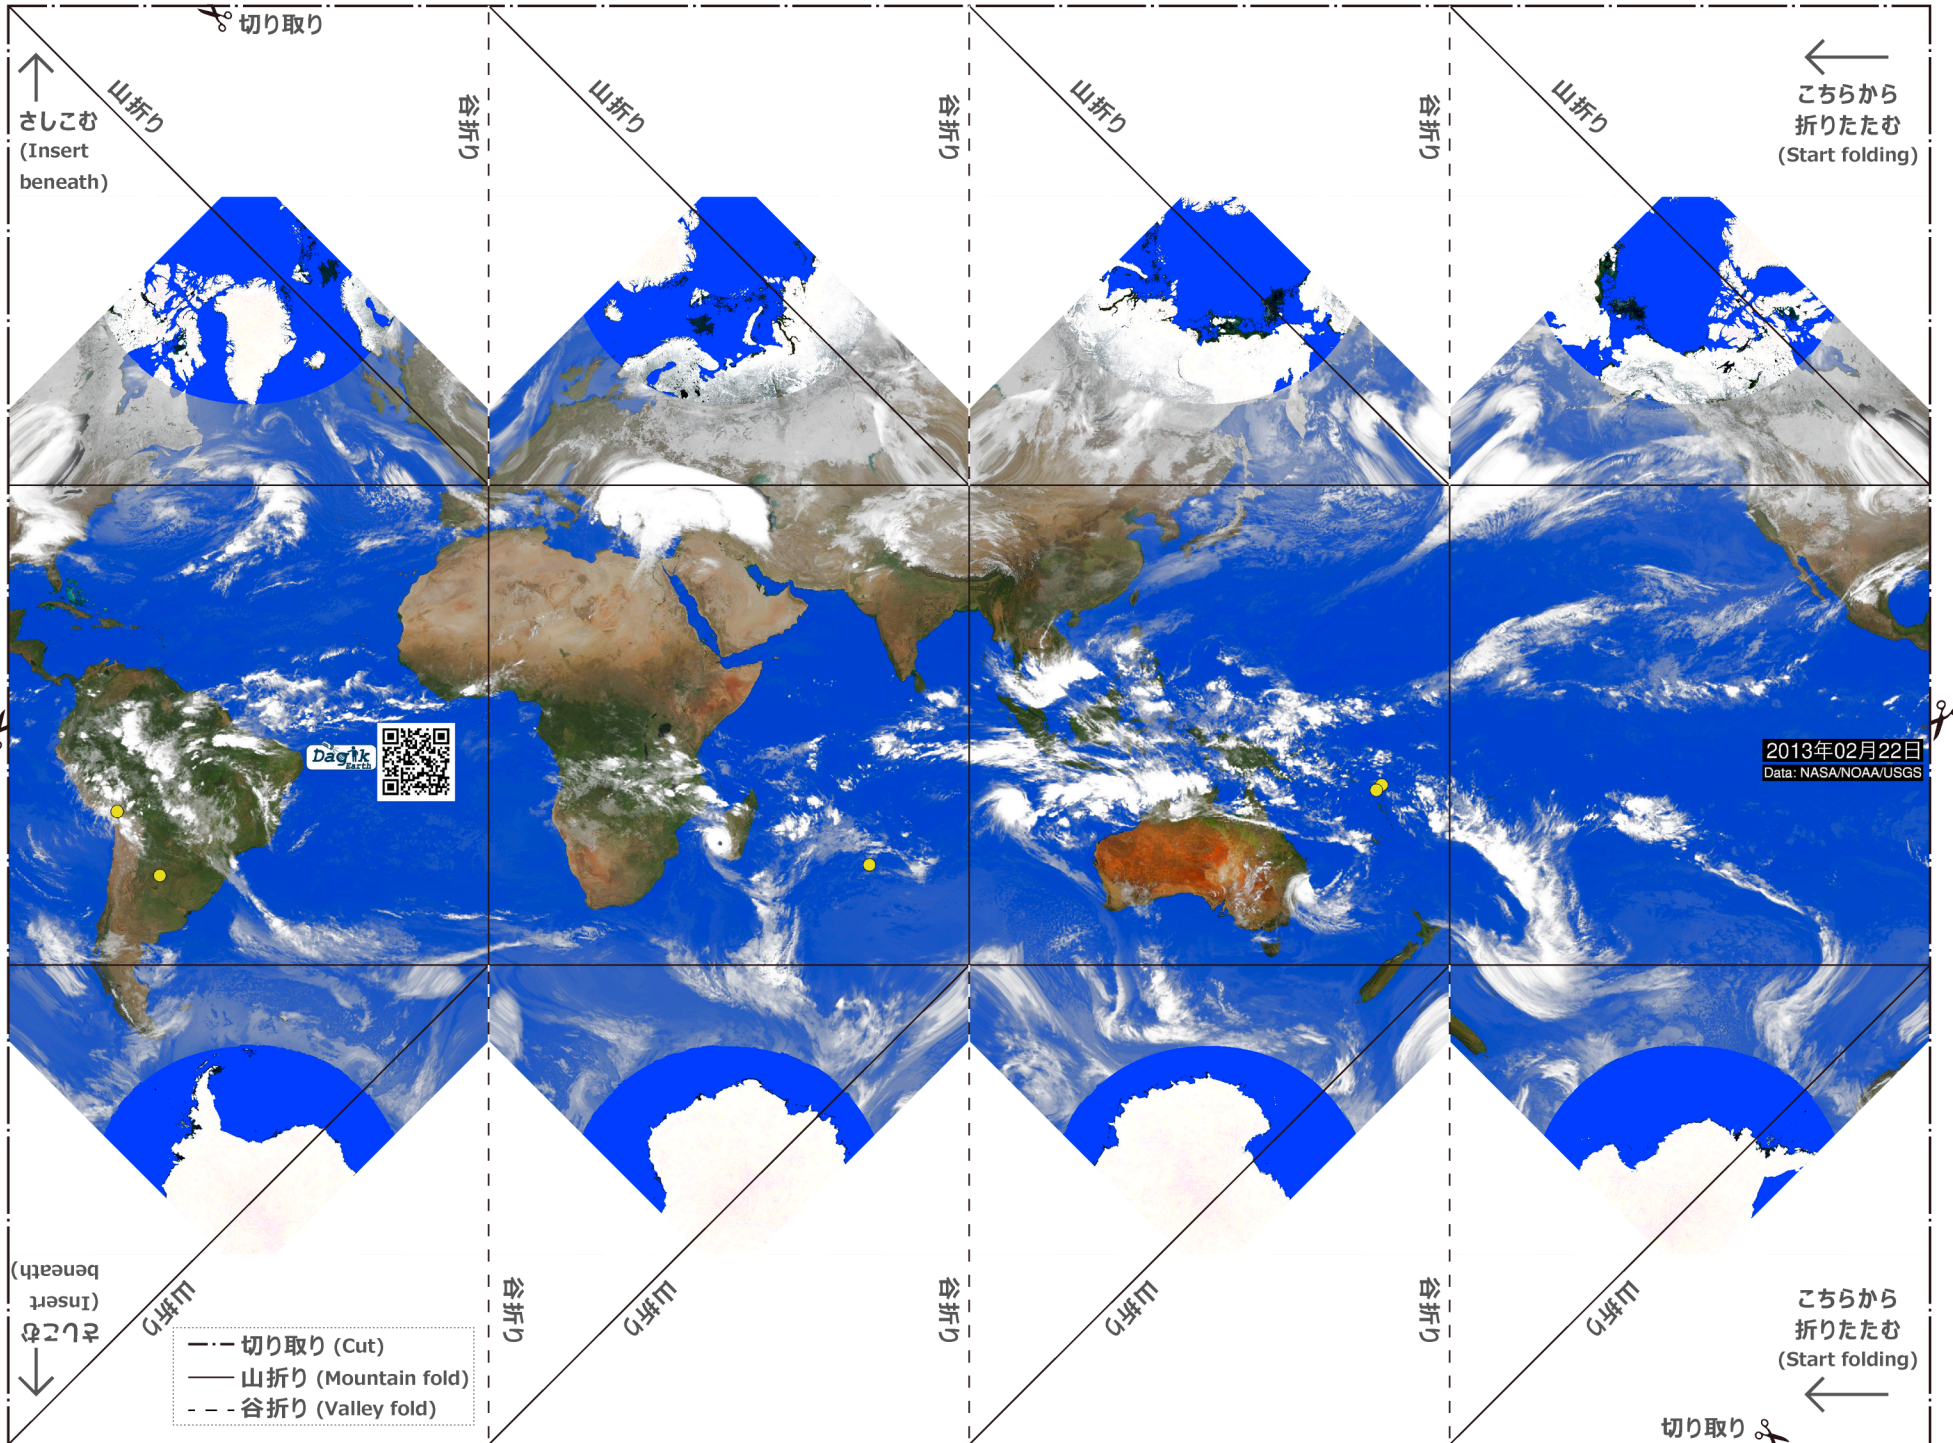 切り取り
さしこむ
(Insert
beneath)
山折り
谷折り
山折り
谷折り
山折り
谷折り
山折り
こちらから
折りたたむ
(Start folding)
Dagik
Earth
2013年02月22日
Data: NASA/NOAA/USGS
さしこむ
(Insert
beneath)
山折り
谷折り
山折り
谷折り
山折り
谷折り
山折り
こちらから
折りたたむ
(Start folding)
切り取り (Cut)
山折り (Mountain fold)
谷折り (Valley fold)
切り取り